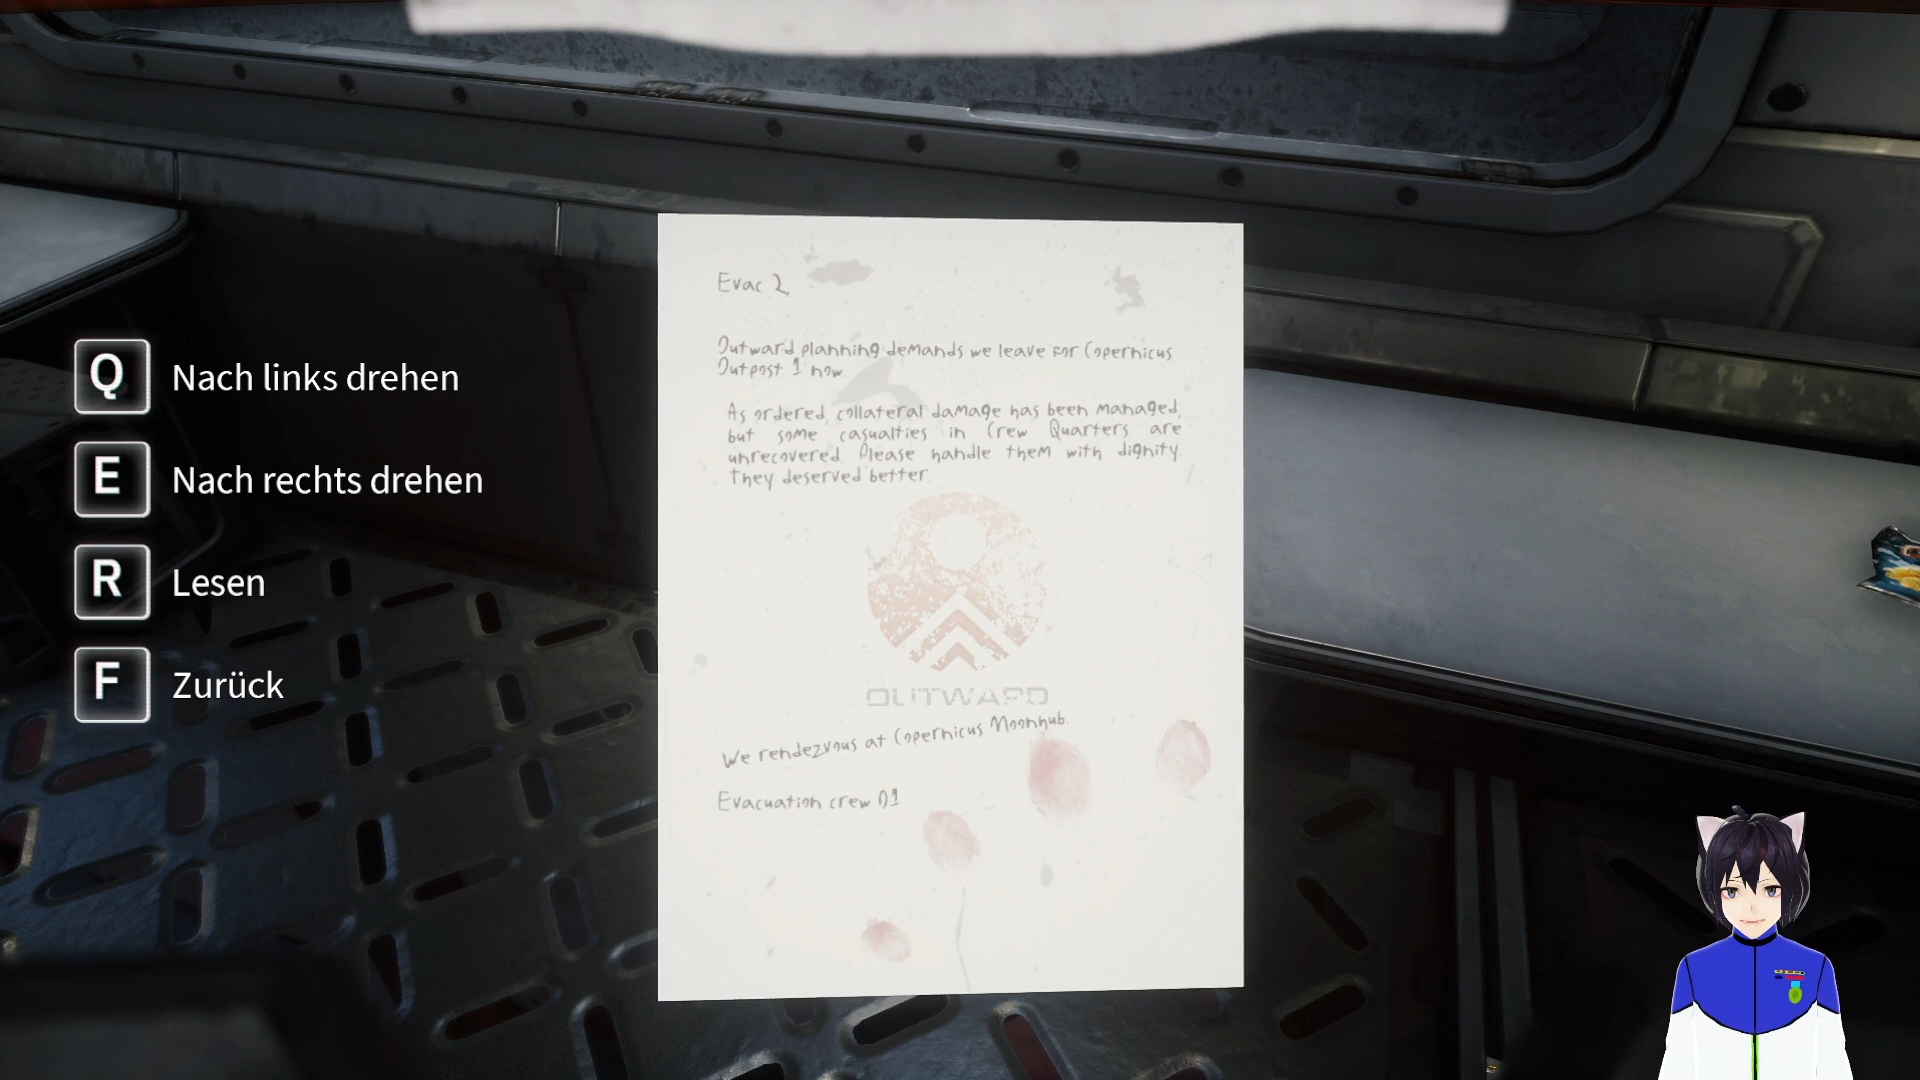 Q Nach links drehen
E Nach rechts drehen
R Lesen
F Zurück
Evac 2
Outward planning demands we leave for Copernicus
Outpost 1 now.
As ordered, collateral damage has been managed,
but some casualties in Crew Quarters are
unrecovered. Please handle them with dignity.
They deserved better.
OUTWARD
We rendezvous at Copernicus Moonhub.
Evacuation crew 01